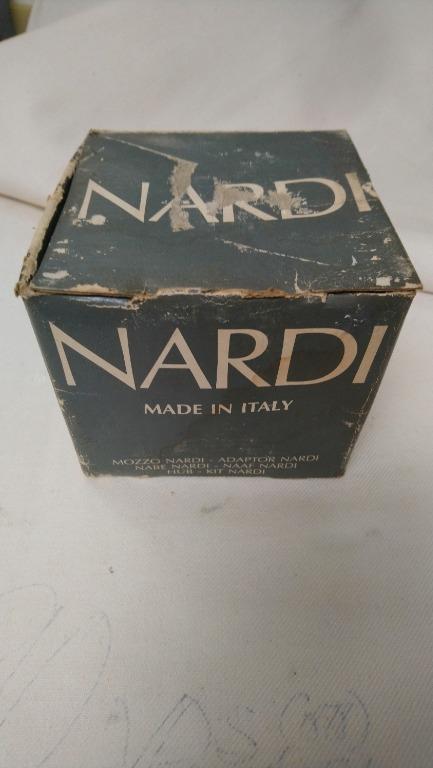 NARDI
NARDI
MADE IN ITALY
MOZZO NARDI - ADAPTOR NARDI
NABE NARDI - NAAF NARDI
HUB - KIT NARDI